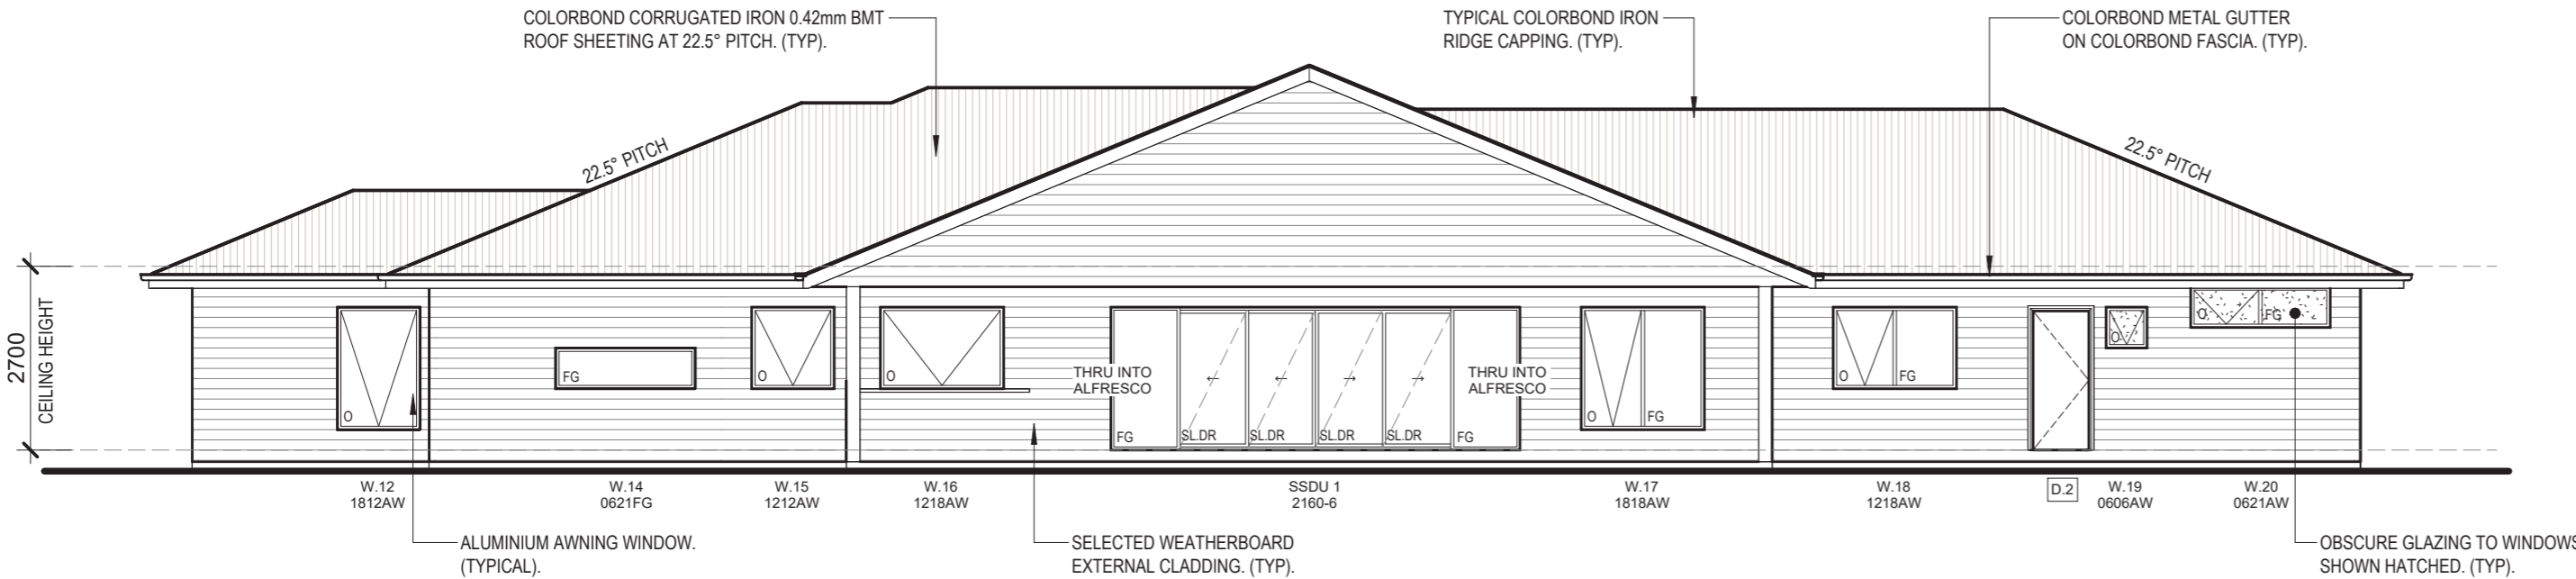 COLORBOND CORRUGATED IRON 0.42mm BMT
ROOF SHEETING AT 22.5° PITCH. (TYP).
TYPICAL COLORBOND IRON
RIDGE CAPPING. (TYP).
COLORBOND METAL GUTTER
ON COLORBOND FASCIA. (TYP).
22.5° PITCH
22.5° PITCH
2700
CEILING HEIGHT
O
FG
O
O
THRU INTO
ALFRESCO
FG
SL.DR
SL.DR
SL.DR
SL.DR
FG
THRU INTO
ALFRESCO
O
FG
O
FG
O
O
FG
W.12
1812AW
W.14
0621FG
W.15
1212AW
W.16
1218AW
SSDU 1
2160-6
W.17
1818AW
W.18
1218AW
D.2
W.19
0606AW
W.20
0621AW
ALUMINIUM AWNING WINDOW.
(TYPICAL).
SELECTED WEATHERBOARD
EXTERNAL CLADDING. (TYP).
OBSCURE GLAZING TO WINDOWS
SHOWN HATCHED. (TYP).